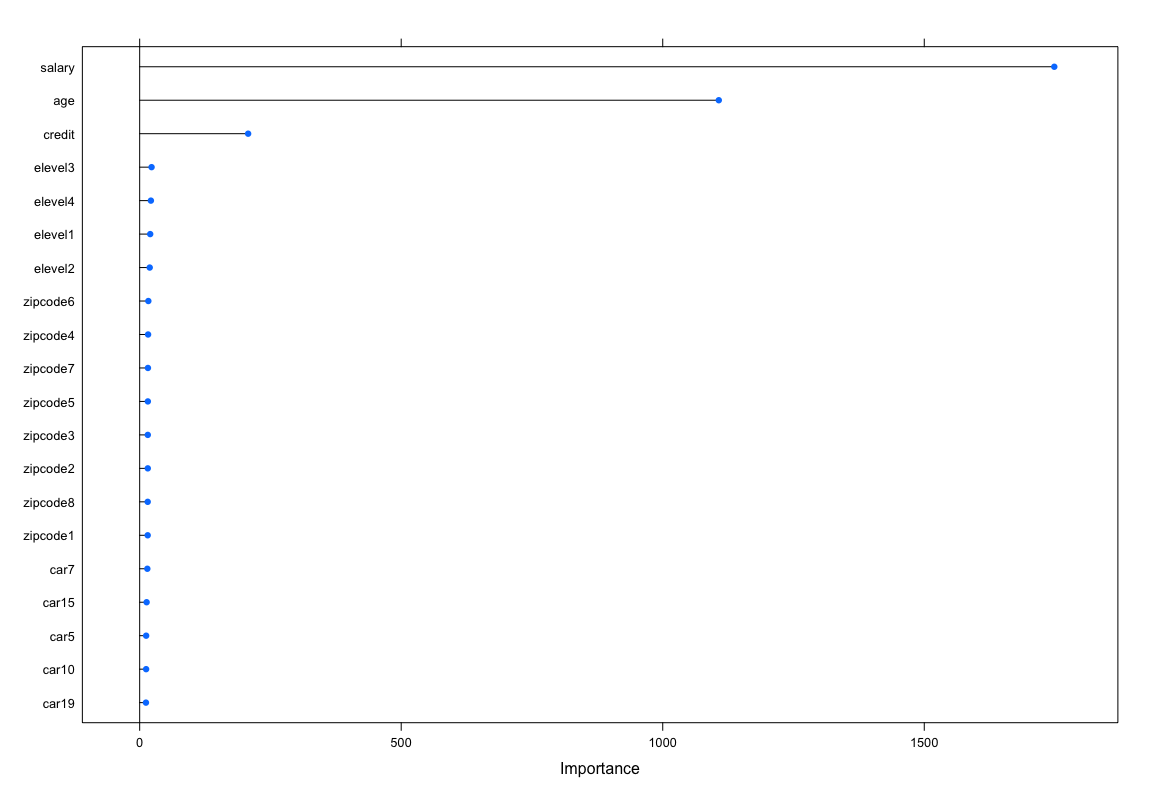 salary
age
credit
elevel3
elevel4
elevel1
elevel2
zipcode6
zipcode4
zipcode7
zipcode5
zipcode3
zipcode2
zipcode8
zipcode1
car7
car15
car5
car10
car19
0 500 1000 1500
Importance